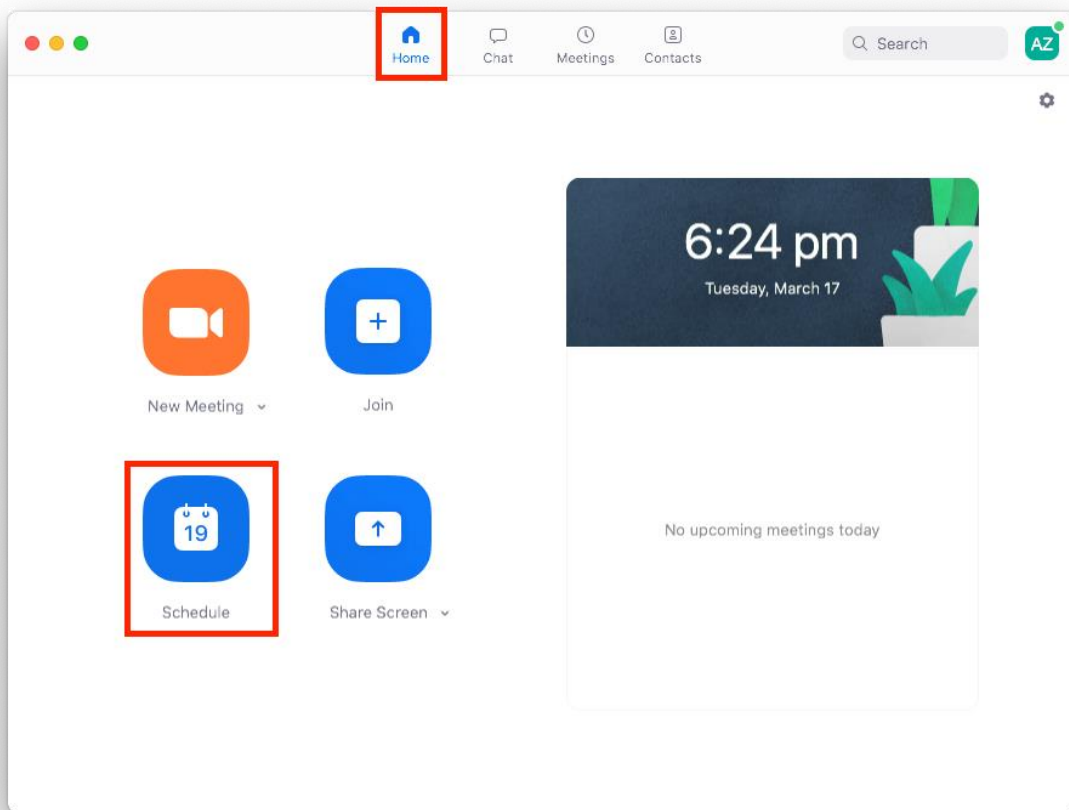 Home
Chat
Meetings
Contacts
Search
AZ
6:24 pm
Tuesday, March 17
New Meeting
Join
19
Schedule
Share Screen
No upcoming meetings today